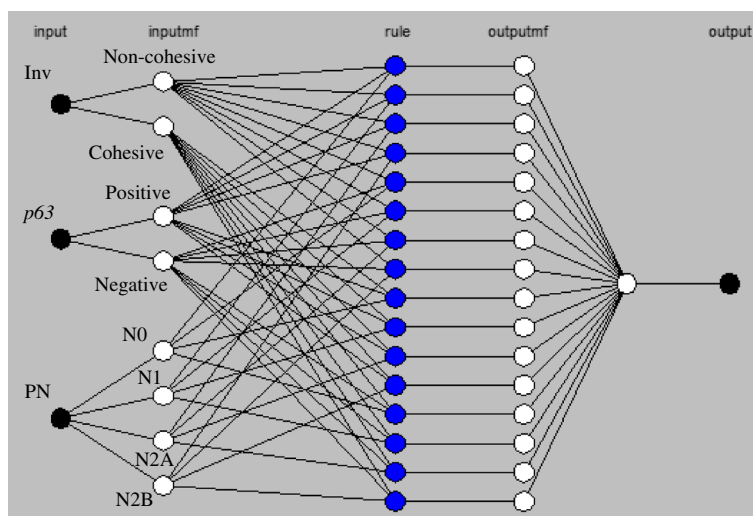 input inputmf rule outputmf output
Non-cohesive
Inv
Cohesive
Positive
p63
Negative
N0
N1
PN
N2A
N2B